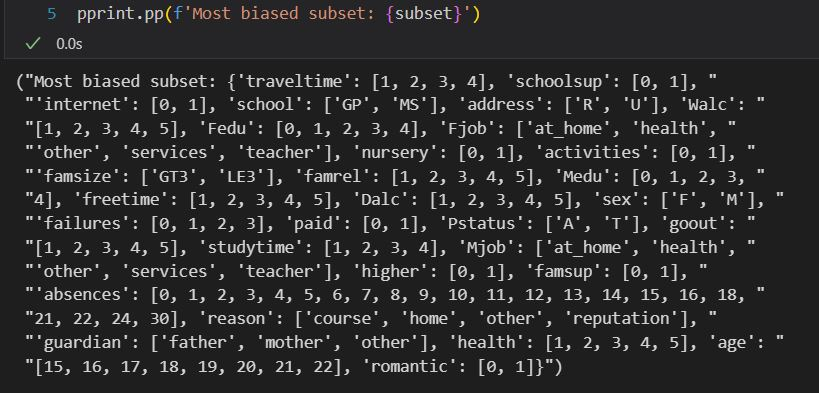 5 pprint.pp(f'Most biased subset: {subset}')
✓ 0.0s
("Most biased subset: {'traveltime': [1, 2, 3, 4], 'schoolsup': [0, 1], "
"'internet': [0, 1], 'school': ['GP', 'MS'], 'address': ['R', 'U'], 'Walc': "
"[1, 2, 3, 4, 5], 'Fedu': [0, 1, 2, 3, 4], 'Fjob': ['at_home', 'health', "
"'other', 'services', 'teacher'], 'nursery': [0, 1], 'activities': [0, 1], "
"'famsize': ['GT3', 'LE3'], 'famrel': [1, 2, 3, 4, 5], 'Medu': [0, 1, 2, 3, "
"4], 'freetime': [1, 2, 3, 4, 5], 'Dalc': [1, 2, 3, 4, 5], 'sex': ['F', 'M'], "
"'failures': [0, 1, 2, 3], 'paid': [0, 1], 'Pstatus': ['A', 'T'], 'goout': "
"[1, 2, 3, 4, 5], 'studytime': [1, 2, 3, 4], 'Mjob': ['at_home', 'health', "
"'other', 'services', 'teacher'], 'higher': [0, 1], 'famsup': [0, 1], "
"'absences': [0, 1, 2, 3, 4, 5, 6, 7, 8, 9, 10, 11, 12, 13, 14, 15, 16, 18, "
"21, 22, 24, 30], 'reason': ['course', 'home', 'other', 'reputation'], "
"'guardian': ['father', 'mother', 'other'], 'health': [1, 2, 3, 4, 5], 'age': "
"[15, 16, 17, 18, 19, 20, 21, 22], 'romantic': [0, 1]}")